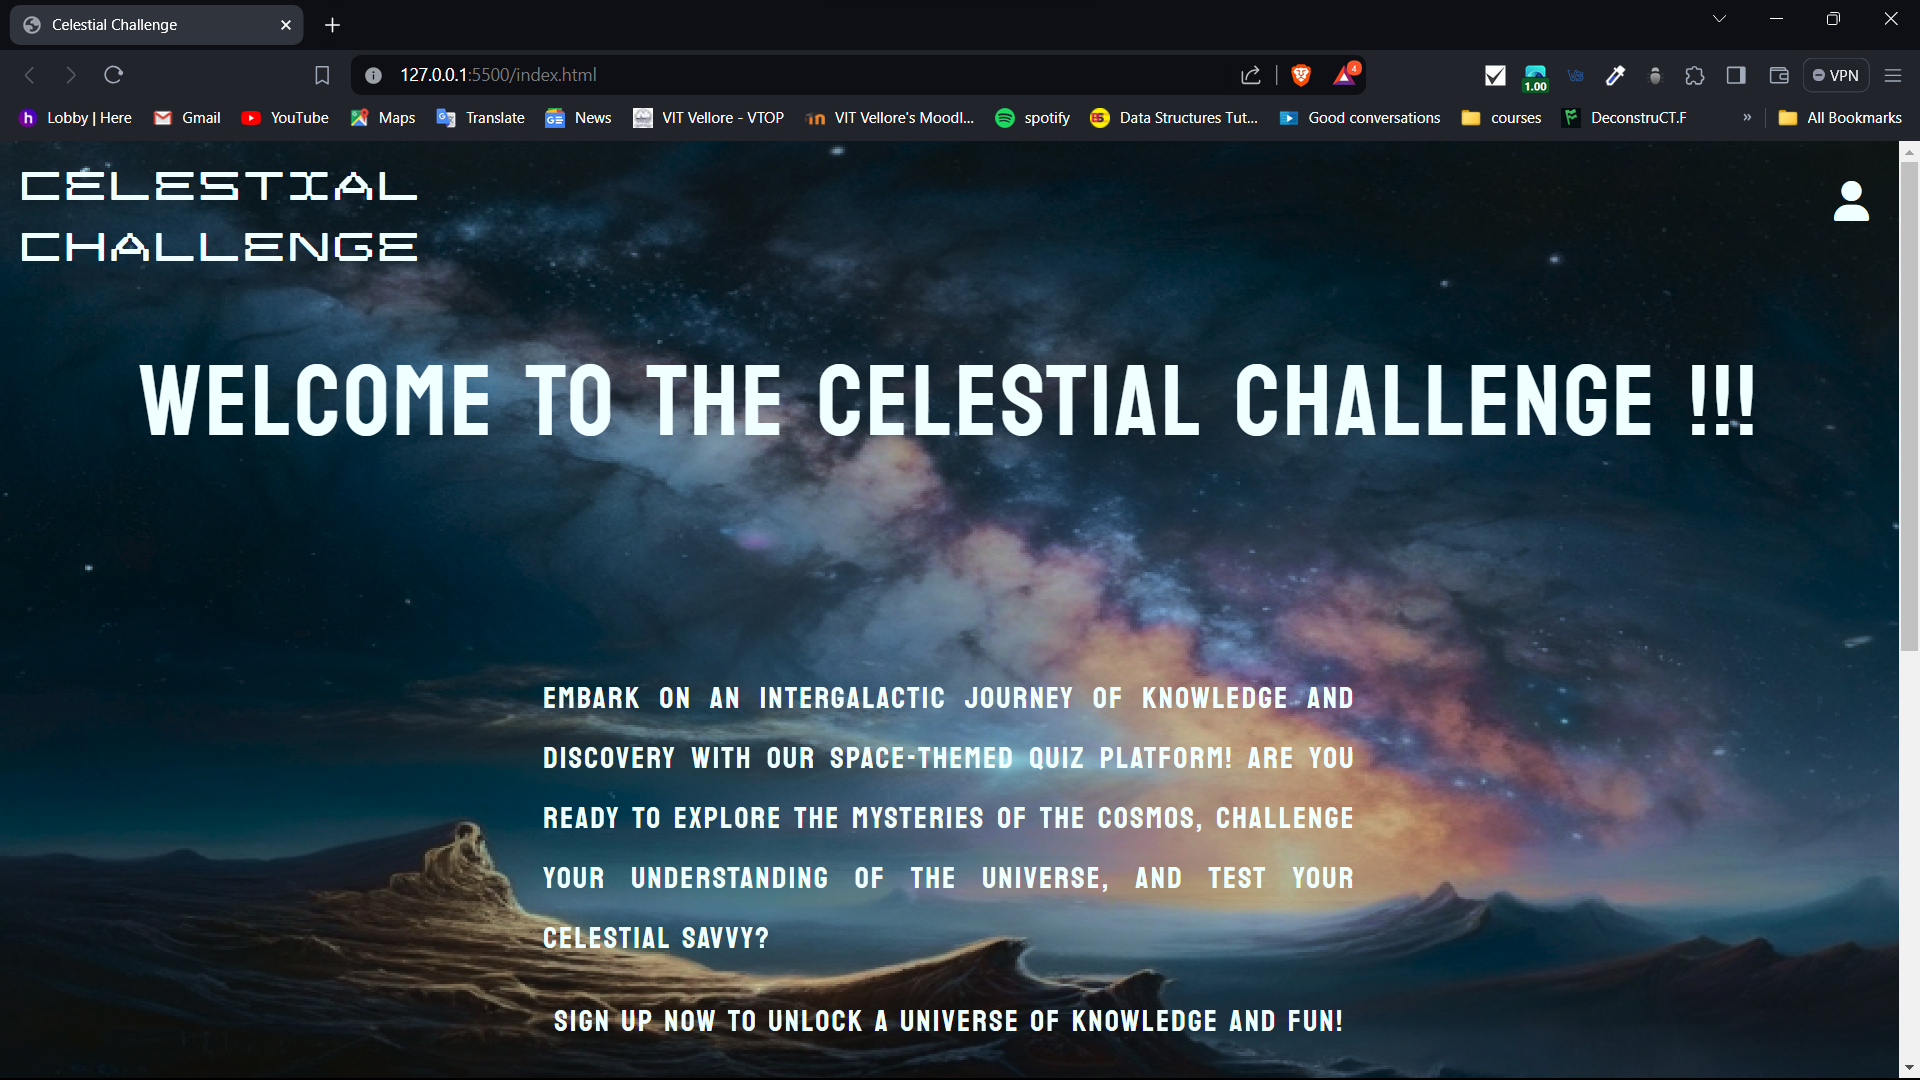 Celestial Challenge
127.0.0.1:5500/index.html
4
1.00
VPN
Lobby | Here Gmail YouTube Maps Translate News VIT Vellore - VTOP VIT Vellore's Moodl... spotify Data Structures Tut... Good conversations courses DeconstruCT.F » All Bookmarks
CELESTIAL
CHALLENGE
WELCOME TO THE CELESTIAL CHALLENGE !!!
EMBARK ON AN INTERGALACTIC JOURNEY OF KNOWLEDGE AND
DISCOVERY WITH OUR SPACE-THEMED QUIZ PLATFORM! ARE YOU
READY TO EXPLORE THE MYSTERIES OF THE COSMOS, CHALLENGE
YOUR UNDERSTANDING OF THE UNIVERSE, AND TEST YOUR
CELESTIAL SAVVY?
SIGN UP NOW TO UNLOCK A UNIVERSE OF KNOWLEDGE AND FUN!